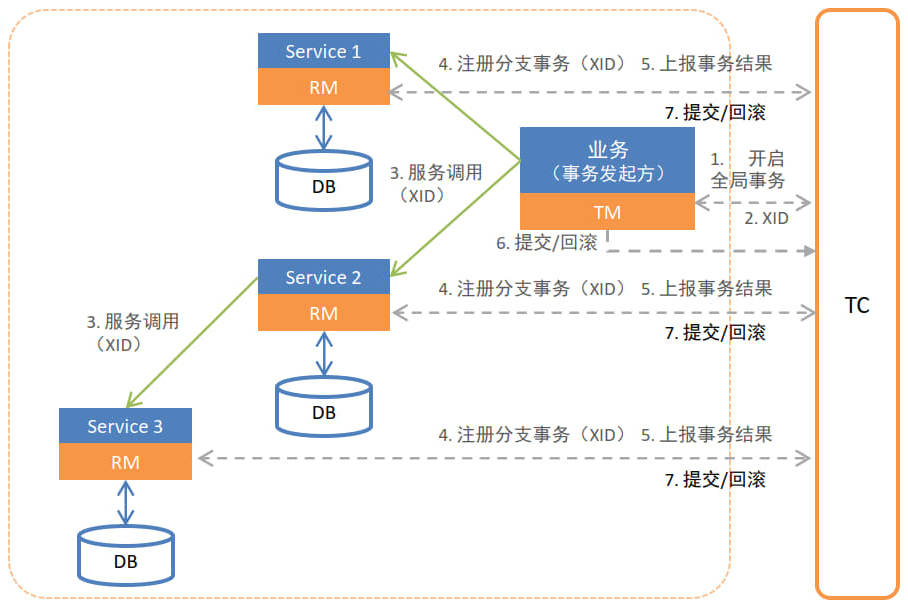 Service 1
RM
DB
4. 注册分支事务（XID） 5. 上报事务结果
7. 提交/回滚
业务
（事务发起方）
TM
1. 开启
全局事务
2. XID
3. 服务调用
（XID）
6. 提交/回滚
TC
Service 2
RM
DB
4. 注册分支事务（XID） 5. 上报事务结果
7. 提交/回滚
3. 服务调用
（XID）
Service 3
RM
DB
4. 注册分支事务（XID） 5. 上报事务结果
7. 提交/回滚